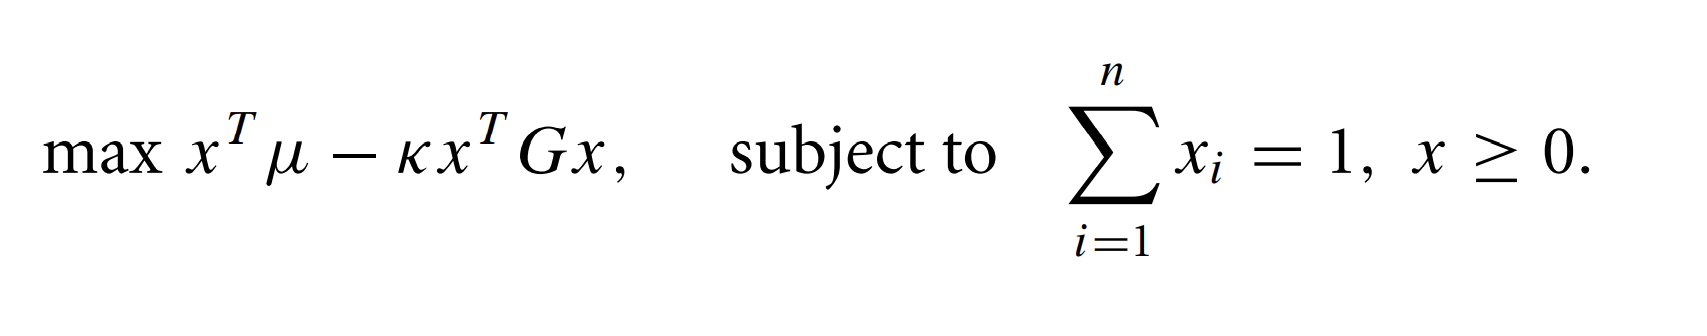 max x^T μ − κx^T Gx, subject to ∑_{i=1}^{n} x_i = 1, x ≥ 0.